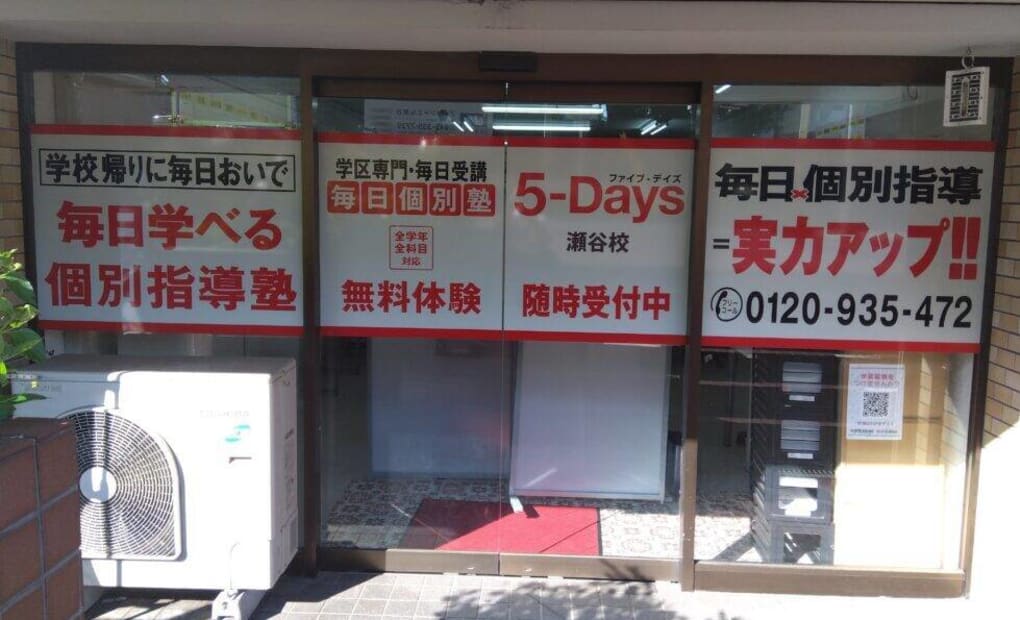 学校帰りに毎日おいで
毎日学べる
個別指導塾
学区専門・毎日受講
毎日個別塾
全学年
全科目
対応
無料体験
ファイブ・デイズ
5-Days
瀬谷校
随時受付中
毎日×個別指導
=実力アップ!!
フリー
コール
0120-935-472